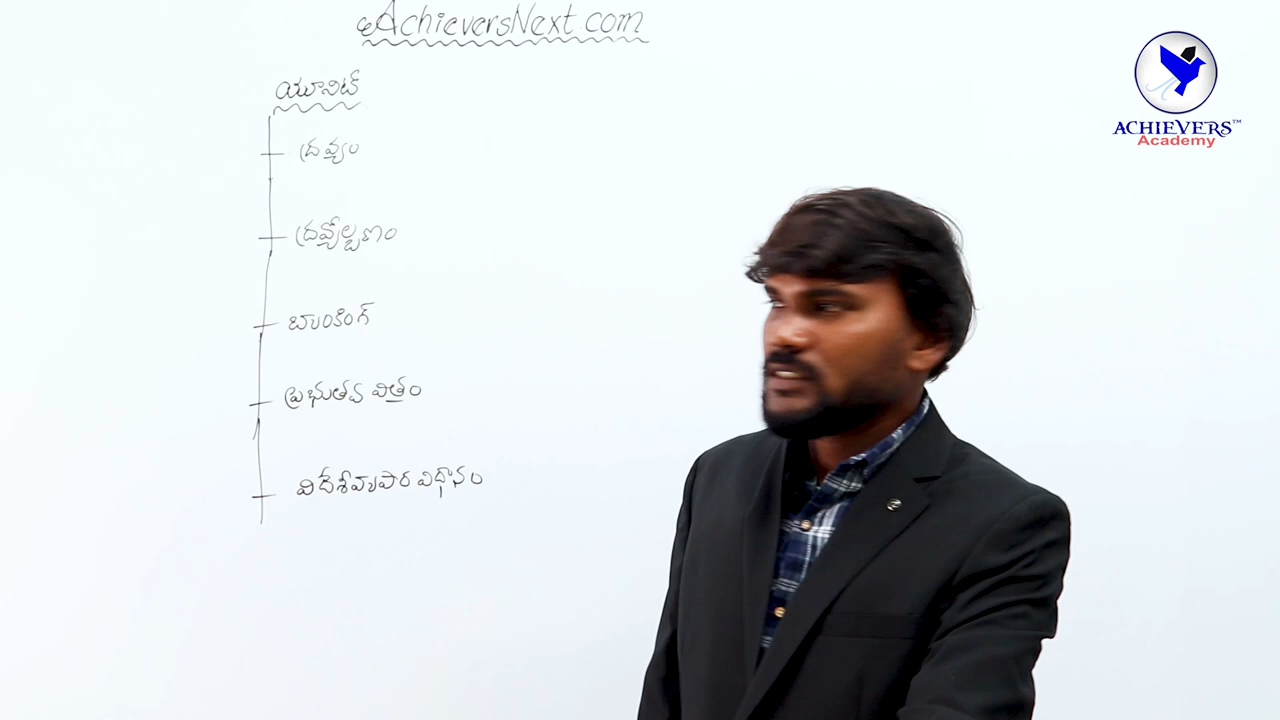 eAchieversNext.com
యూనిట్
ద్రవ్యం
ద్రవ్యోల్బణం
బ్యాంకింగ్
ప్రభుత్వ విత్తం
విదేశీవ్యాపార విధానం
ACHIEVERS™
Academy